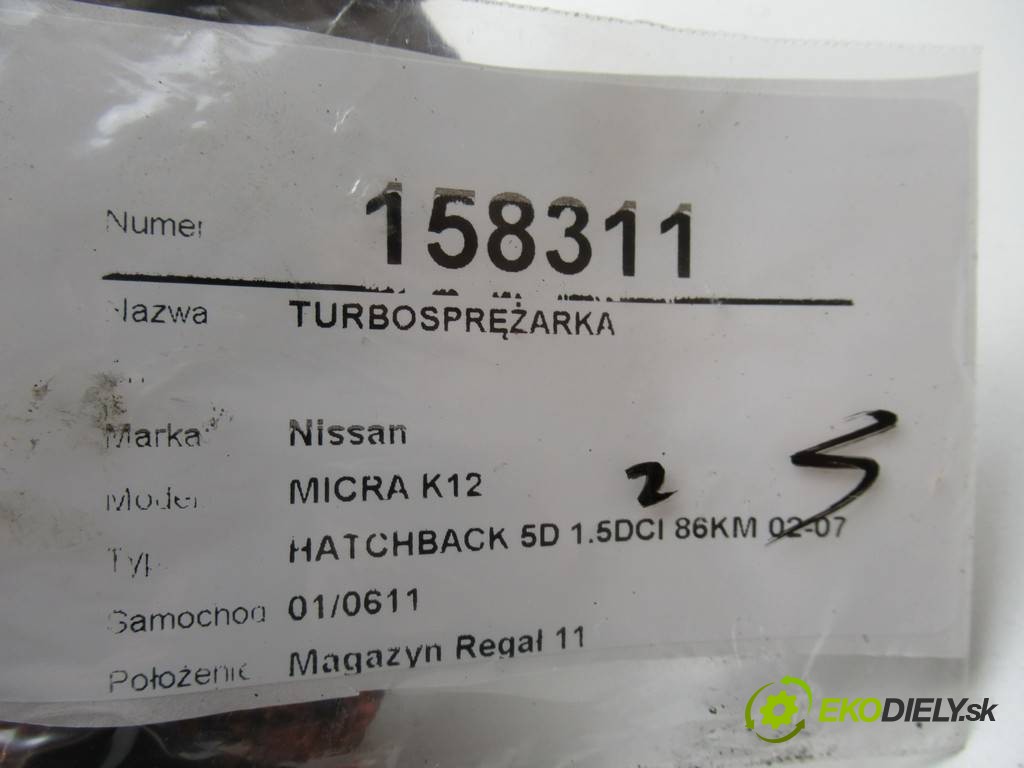 Numer 158311
Nazwa TURBOSPRĘŻARKA
Marka Nissan
Model MICRA K12
Typ HATCHBACK 5D 1.5DCI 86KM 02-07
2 5
Samochod 01/0611
Położenie Magazyn Regał 11
EKODIELY.sk